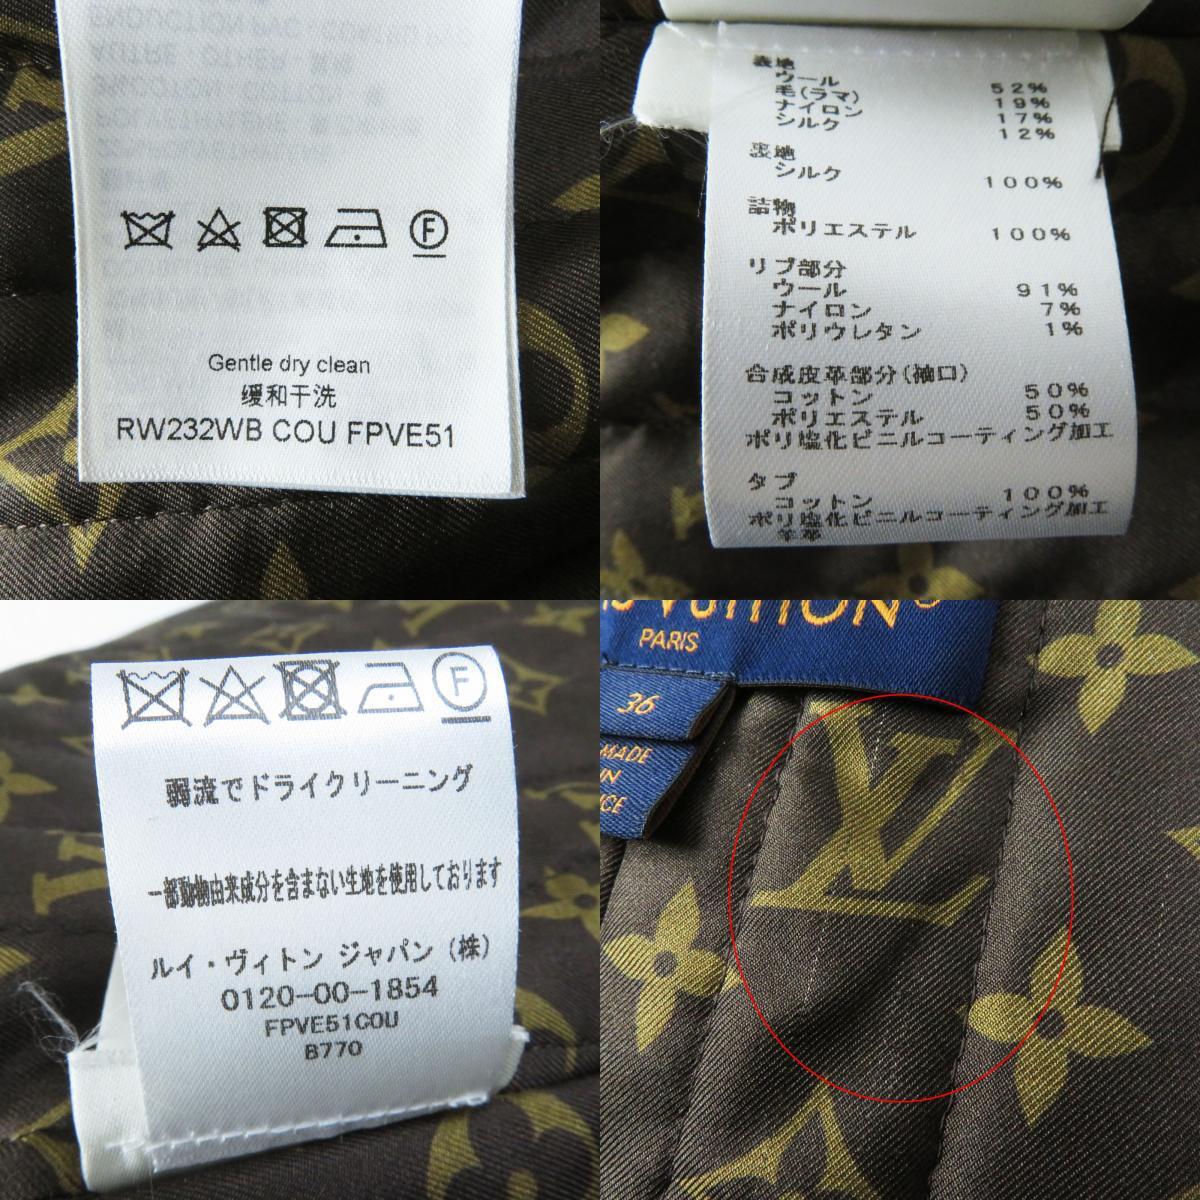 Gentle dry clean
缓和干洗
RW232WB COU FPVE51
表地
ウール 52%
毛(ラマ) 19%
ナイロン 17%
シルク 12%
裏地
シルク 100%
詰物
ポリエステル 100%
リブ部分
ウール 91%
ナイロン 7%
ポリウレタン 1%
合成皮革部分(袖口)
コットン 50%
ポリエステル 50%
ポリ塩化ビニルコーティング加工
タブ
コットン 100%
ポリ塩化ビニルコーティング加工
羊革
F
F
弱流でドライクリーニング
一部動物由来成分を含まない生地を使用しております
ルイ・ヴィトン ジャパン (株)
0120-00-1854
FPVE51COU
B770
VUITTON
PARIS
36
MADE
IN
LV